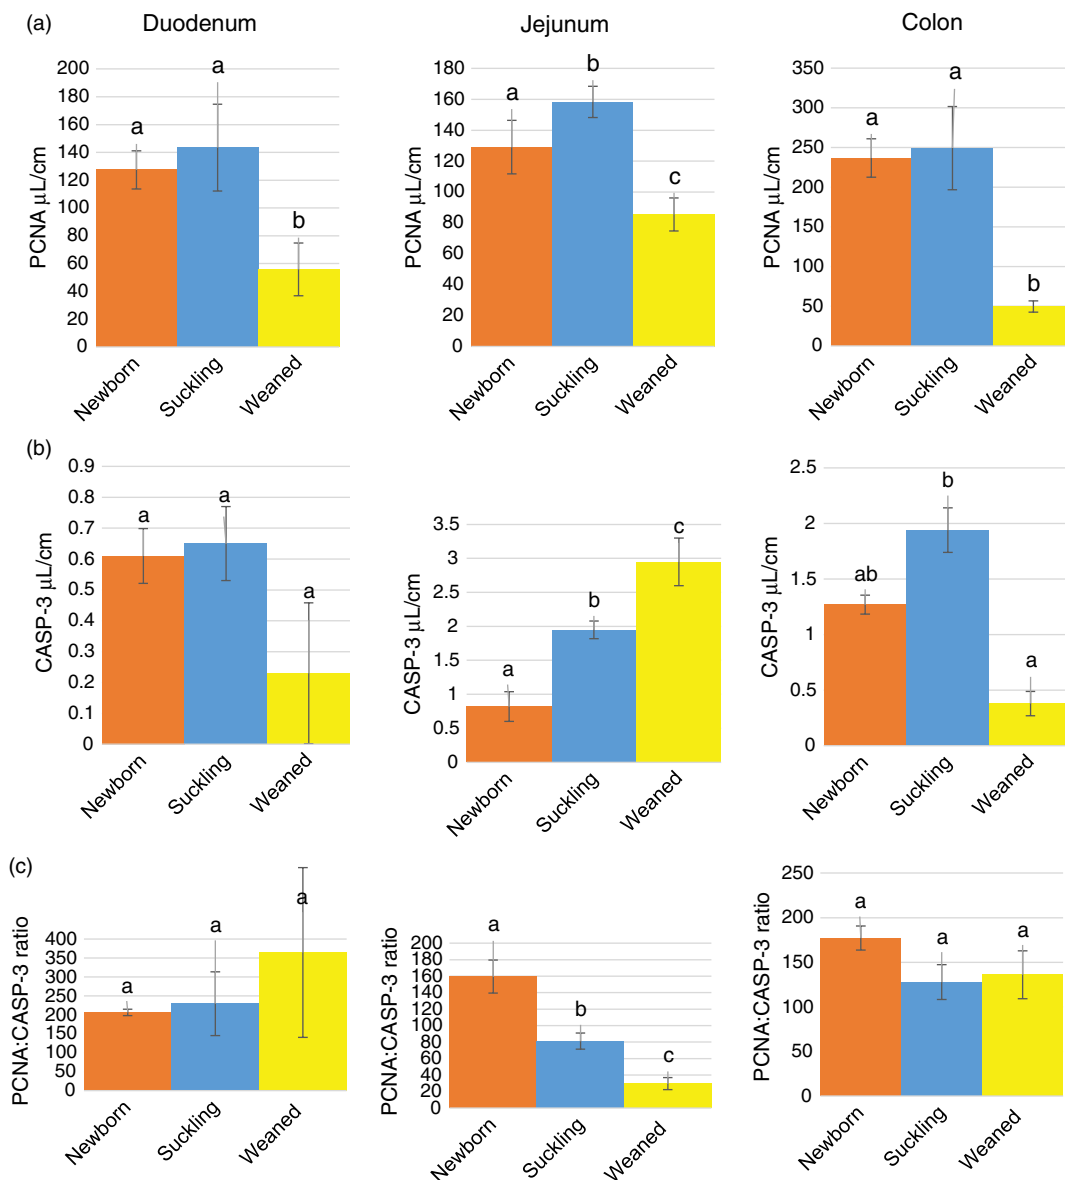 (a)
Duodenum
Jejunum
Colon
PCNA μL/cm
200
180
160
140
120
100
80
60
40
20
0
a
a
b
Newborn
Suckling
Weaned
PCNA μL/cm
180
160
140
120
100
80
60
40
20
0
a
b
c
Newborn
Suckling
Weaned
PCNA μL/cm
350
300
250
200
150
100
50
0
a
a
b
Newborn
Suckling
Weaned
(b)
CASP-3 μL/cm
0.9
0.8
0.7
0.6
0.5
0.4
0.3
0.2
0.1
0
a
a
a
Newborn
Suckling
Weaned
CASP-3 μL/cm
3.5
3
2.5
2
1.5
1
0.5
0
a
b
c
Newborn
Suckling
Weaned
CASP-3 μL/cm
2.5
2
1.5
1
0.5
0
ab
b
a
Newborn
Suckling
Weaned
(c)
PCNA:CASP-3 ratio
400
350
300
250
200
150
100
50
0
a
a
a
Newborn
Suckling
Weaned
PCNA:CASP-3 ratio
200
180
160
140
120
100
80
60
40
20
0
a
b
c
Newborn
Suckling
Weaned
PCNA:CASP-3 ratio
250
200
150
100
50
0
a
a
a
Newborn
Suckling
Weaned